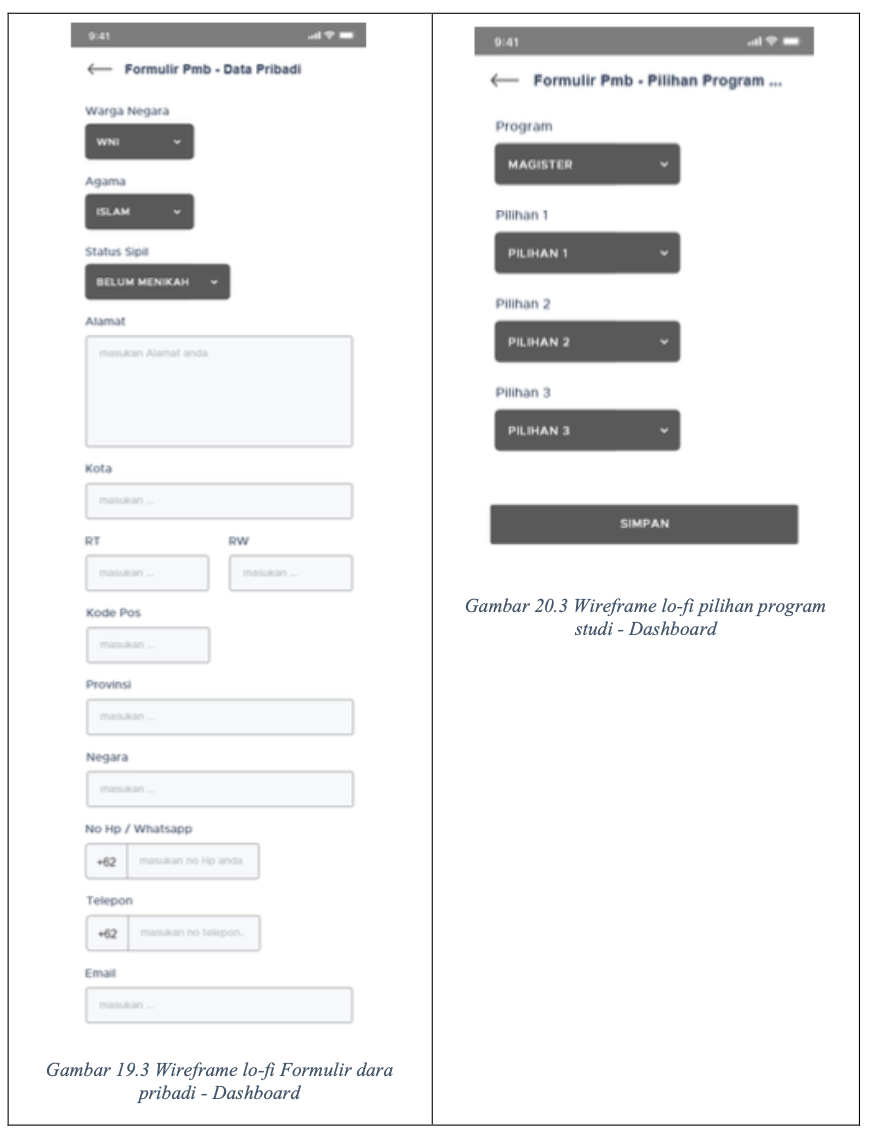 9:41
Formulir Pmb - Data Pribadi
Warga Negara
WNI
Agama
ISLAM
Status Sipil
BELUM MENIKAH
Alamat
masukan Alamat anda
Kota
masukan ...
RT RW
masukan ... masukan ...
Kode Pos
masukan ...
Provinsi
masukan ...
Negara
masukan ...
No Hp / Whatsapp
+62 masukan no Hp anda
Telepon
+62 masukan no telepon..
Email
masukan ...
Gambar 19.3 Wireframe lo-fi Formulir dara
pribadi - Dashboard
9:41
Formulir Pmb - Pilihan Program ...
Program
MAGISTER
Pilihan 1
PILIHAN 1
Pilihan 2
PILIHAN 2
Pilihan 3
PILIHAN 3
SIMPAN
Gambar 20.3 Wireframe lo-fi pilihan program
studi - Dashboard